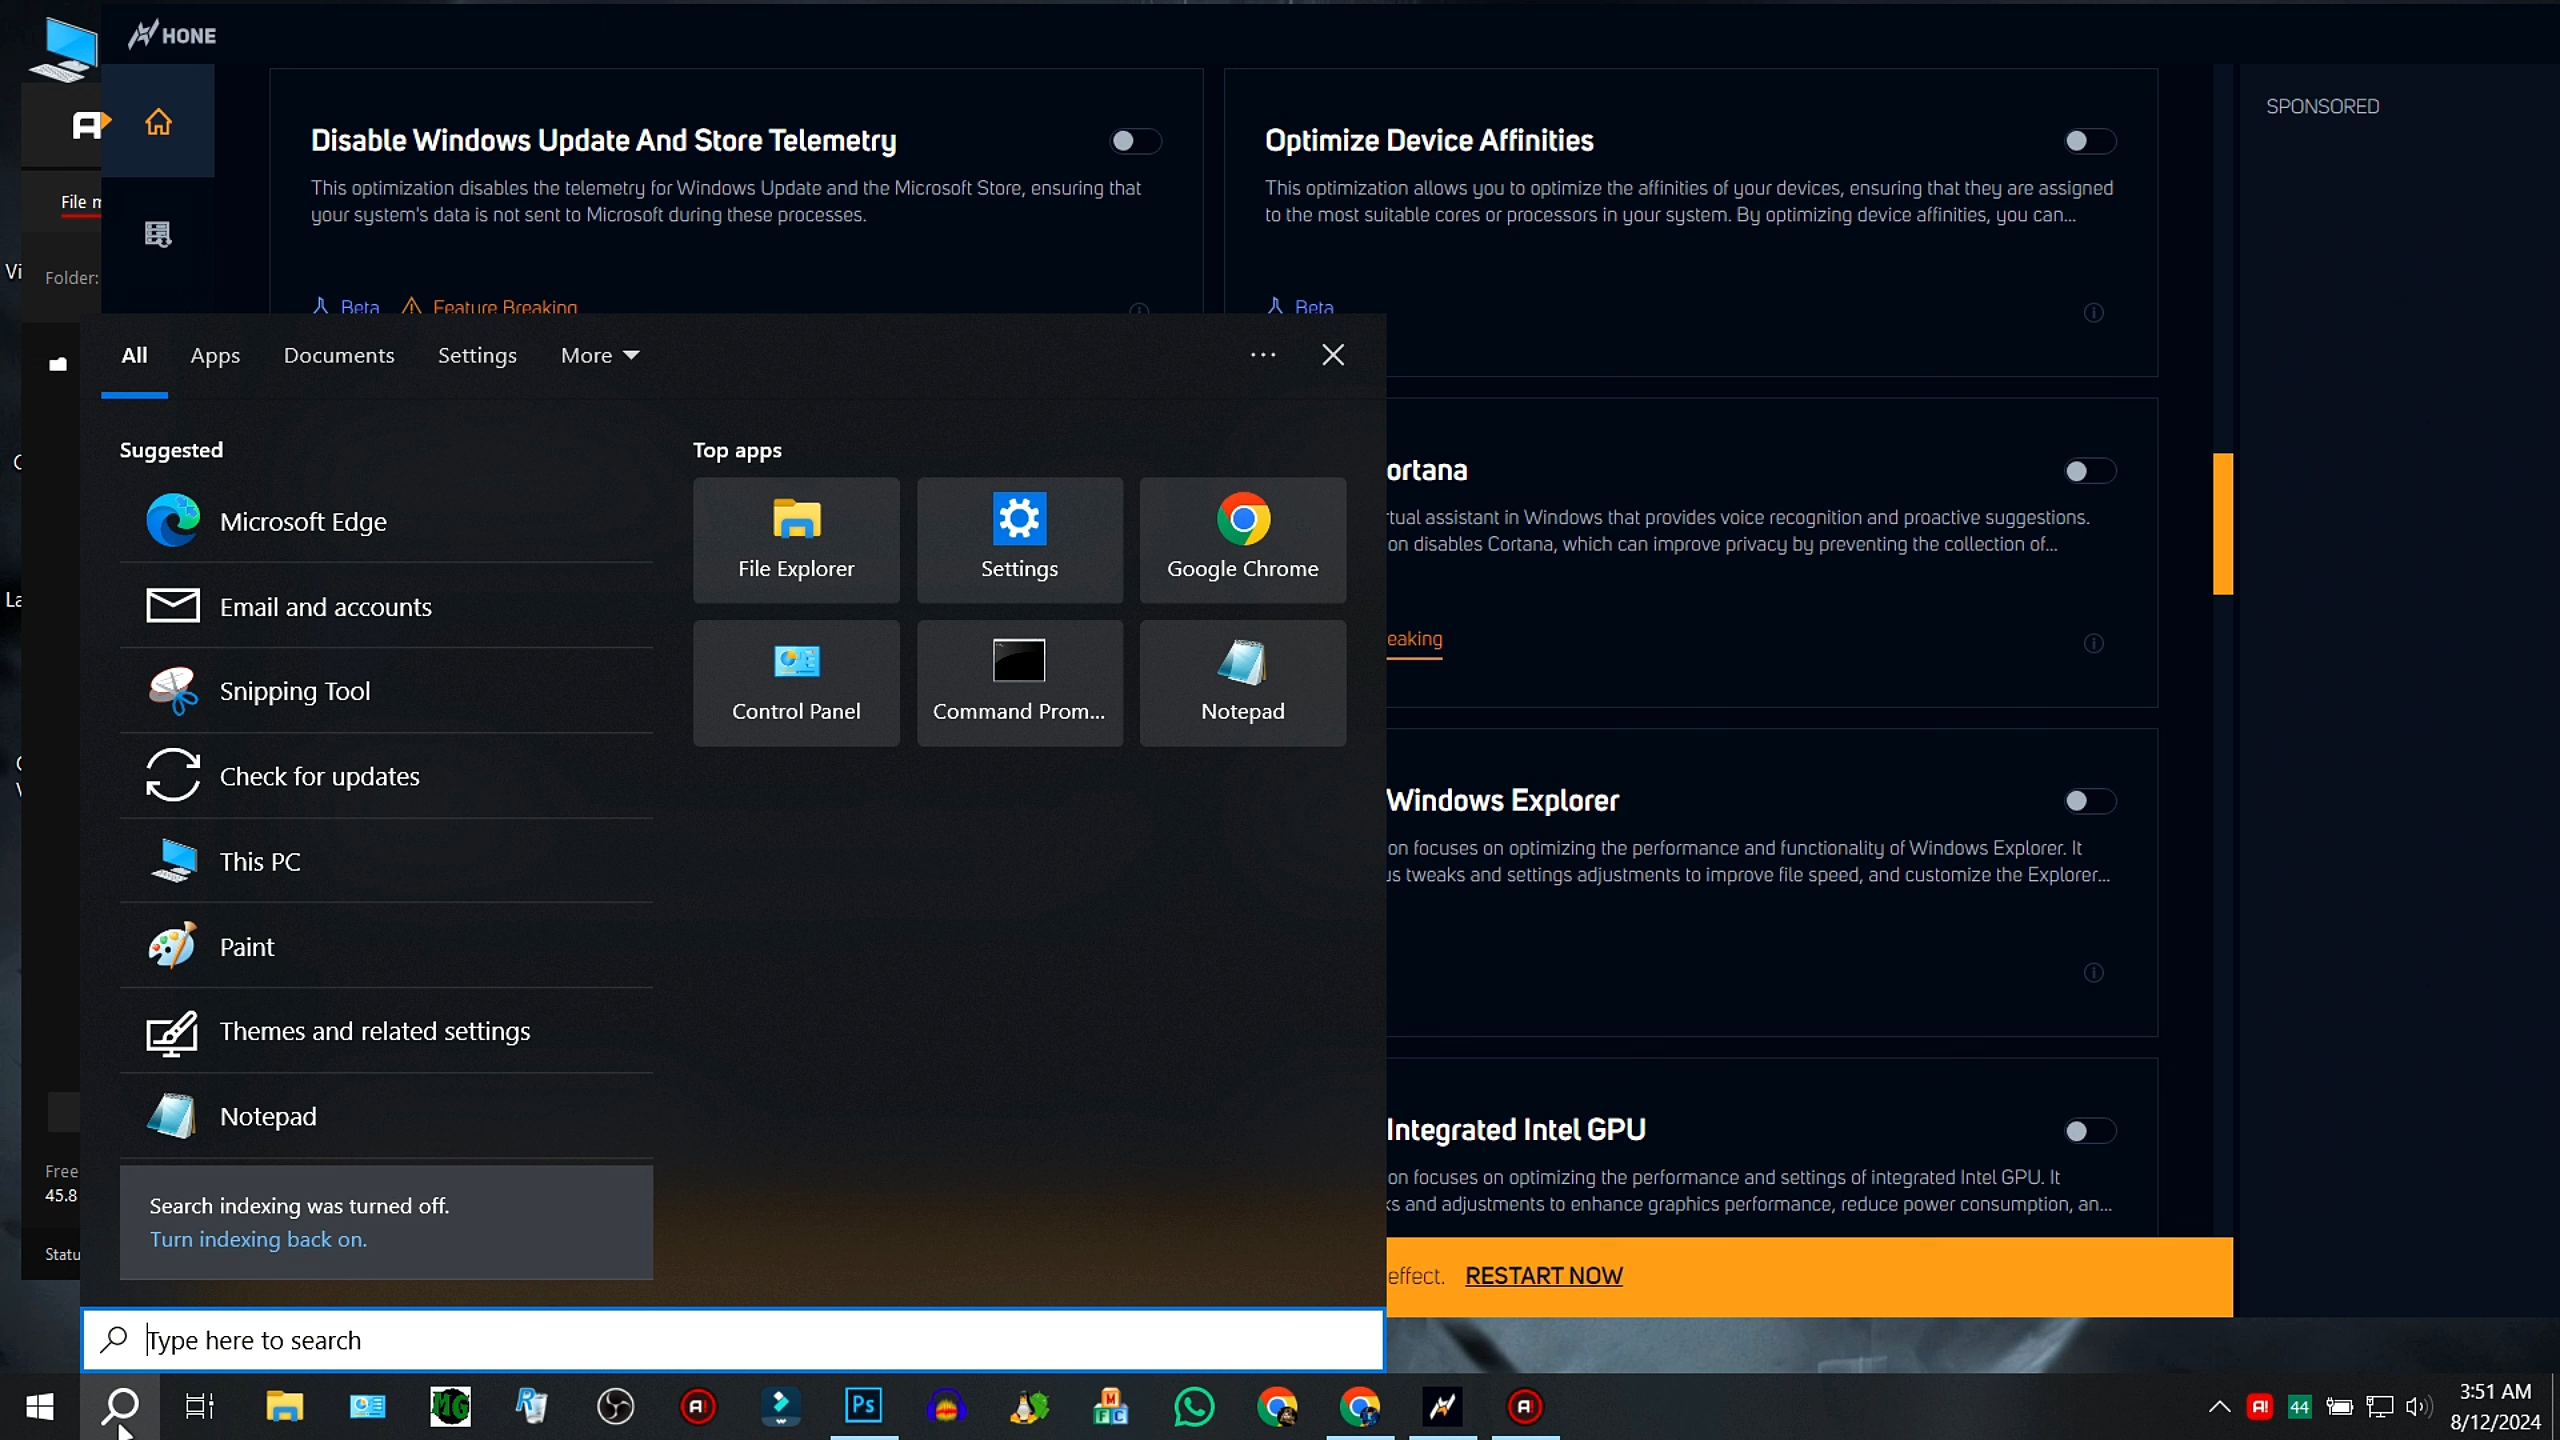 HONE
Disable Windows Update And Store Telemetry
This optimization disables the telemetry for Windows Update and the Microsoft Store, ensuring that
your system's data is not sent to Microsoft during these processes.
Beta
Feature Breaking
Optimize Device Affinities
This optimization allows you to optimize the affinities of your devices, ensuring that they are assigned
to the most suitable cores or processors in your system. By optimizing device affinities, you can...
Beta
SPONSORED
File m
Vi
Folder:
La
Free
45.8
Statu
All
Apps
Documents
Settings
More
Suggested
Microsoft Edge
Email and accounts
Snipping Tool
Check for updates
This PC
Paint
Themes and related settings
Notepad
Search indexing was turned off.
Turn indexing back on.
Top apps
File Explorer
Settings
Google Chrome
Control Panel
Command Prom...
Notepad
ortana
rtual assistant in Windows that provides voice recognition and proactive suggestions.
on disables Cortana, which can improve privacy by preventing the collection of...
eaking
Windows Explorer
on focuses on optimizing the performance and functionality of Windows Explorer. It
us tweaks and settings adjustments to improve file speed, and customize the Explorer...
Integrated Intel GPU
on focuses on optimizing the performance and settings of integrated Intel GPU. It
ks and adjustments to enhance graphics performance, reduce power consumption, an...
effect. RESTART NOW
Type here to search
MG
A!
Ps
M
F C
A!
A!
44
3:51 AM
8/12/2024